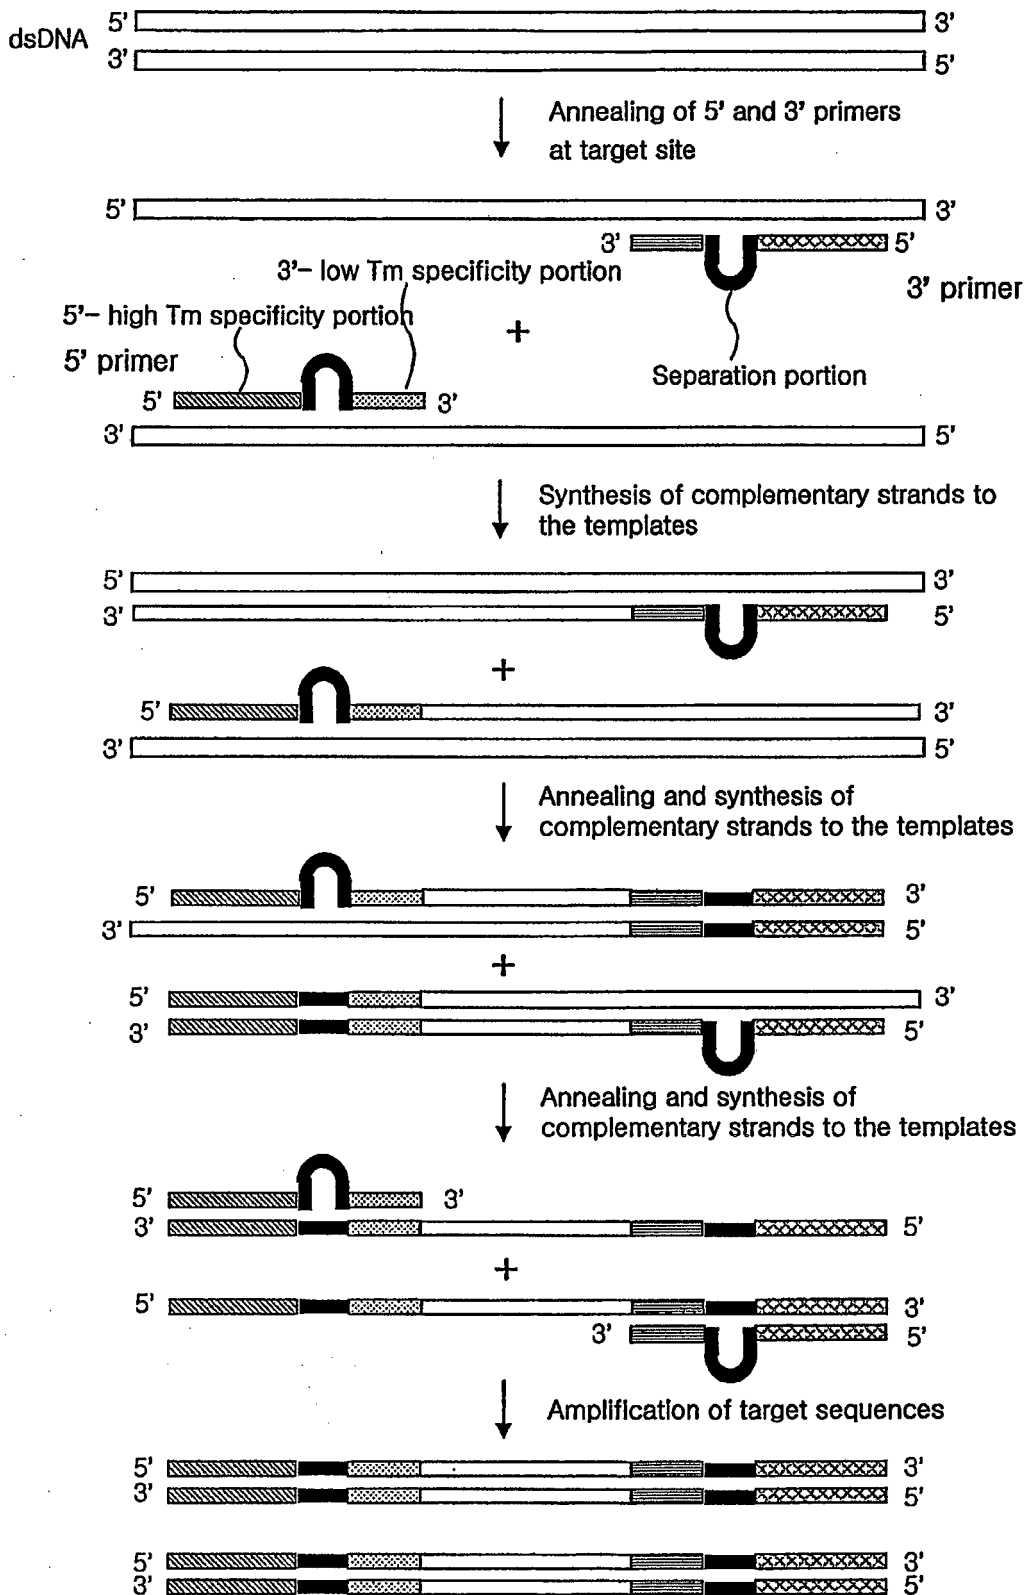 5' 3'
dsDNA
3' 5'
Annealing of 5' and 3' primers
at target site
5' 3'
3' 5'
3'– low Tm specificity portion
3' primer
5'– high Tm specificity portion
+
5' primer
Separation portion
5' 3'
3' 5'
Synthesis of complementary strands to
the templates
5' 3'
3' 5'
+
5' 3'
3' 5'
Annealing and synthesis of
complementary strands to the templates
5' 3'
3' 5'
+
5' 3'
3' 5'
Annealing and synthesis of
complementary strands to the templates
5' 3'
3' 5'
+
5' 3'
3' 5'
Amplification of target sequences
5' 3'
3' 5'
5' 3'
3' 5'